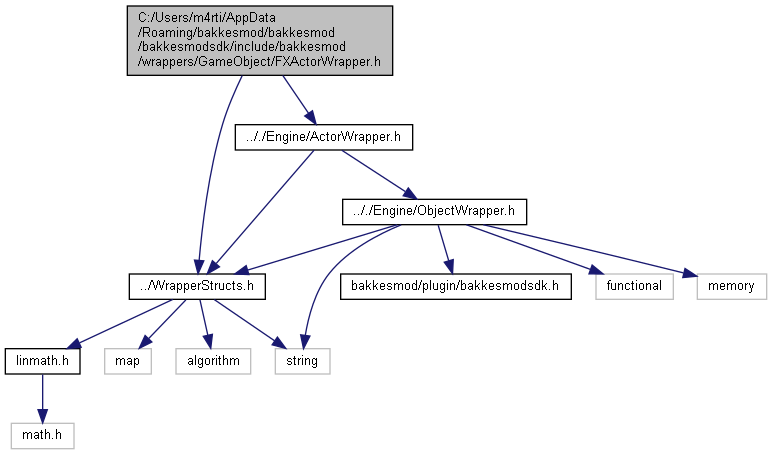 C:/Users/m4rti/AppData
/Roaming/bakkesmod/bakkesmod
/bakkesmodsdk/include/bakkesmod
/wrappers/GameObject/FXActorWrapper.h
.././Engine/ActorWrapper.h
.././Engine/ObjectWrapper.h
../WrapperStructs.h
bakkesmod/plugin/bakkesmodsdk.h
functional
memory
linmath.h
map
algorithm
string
math.h